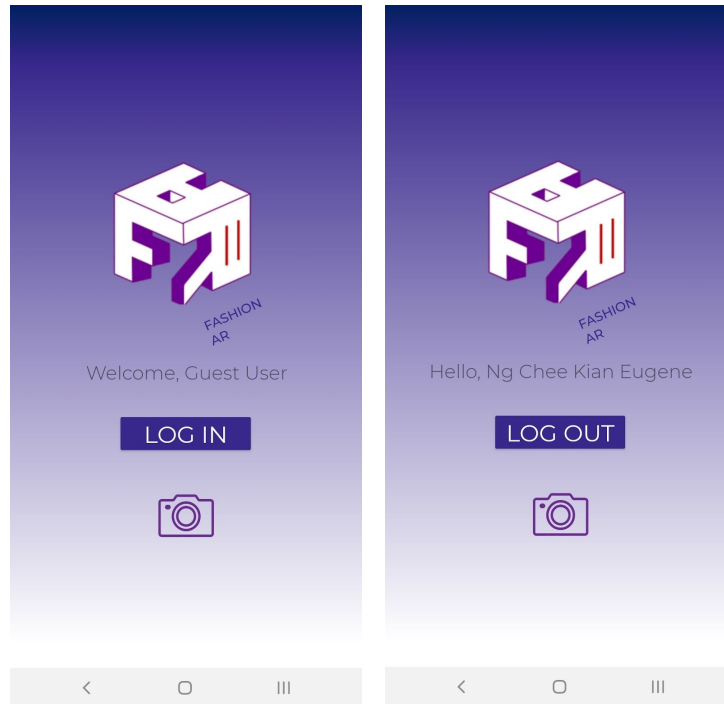 FASHION
AR
Welcome, Guest User
LOG IN
FASHION
AR
Hello, Ng Chee Kian Eugene
LOG OUT